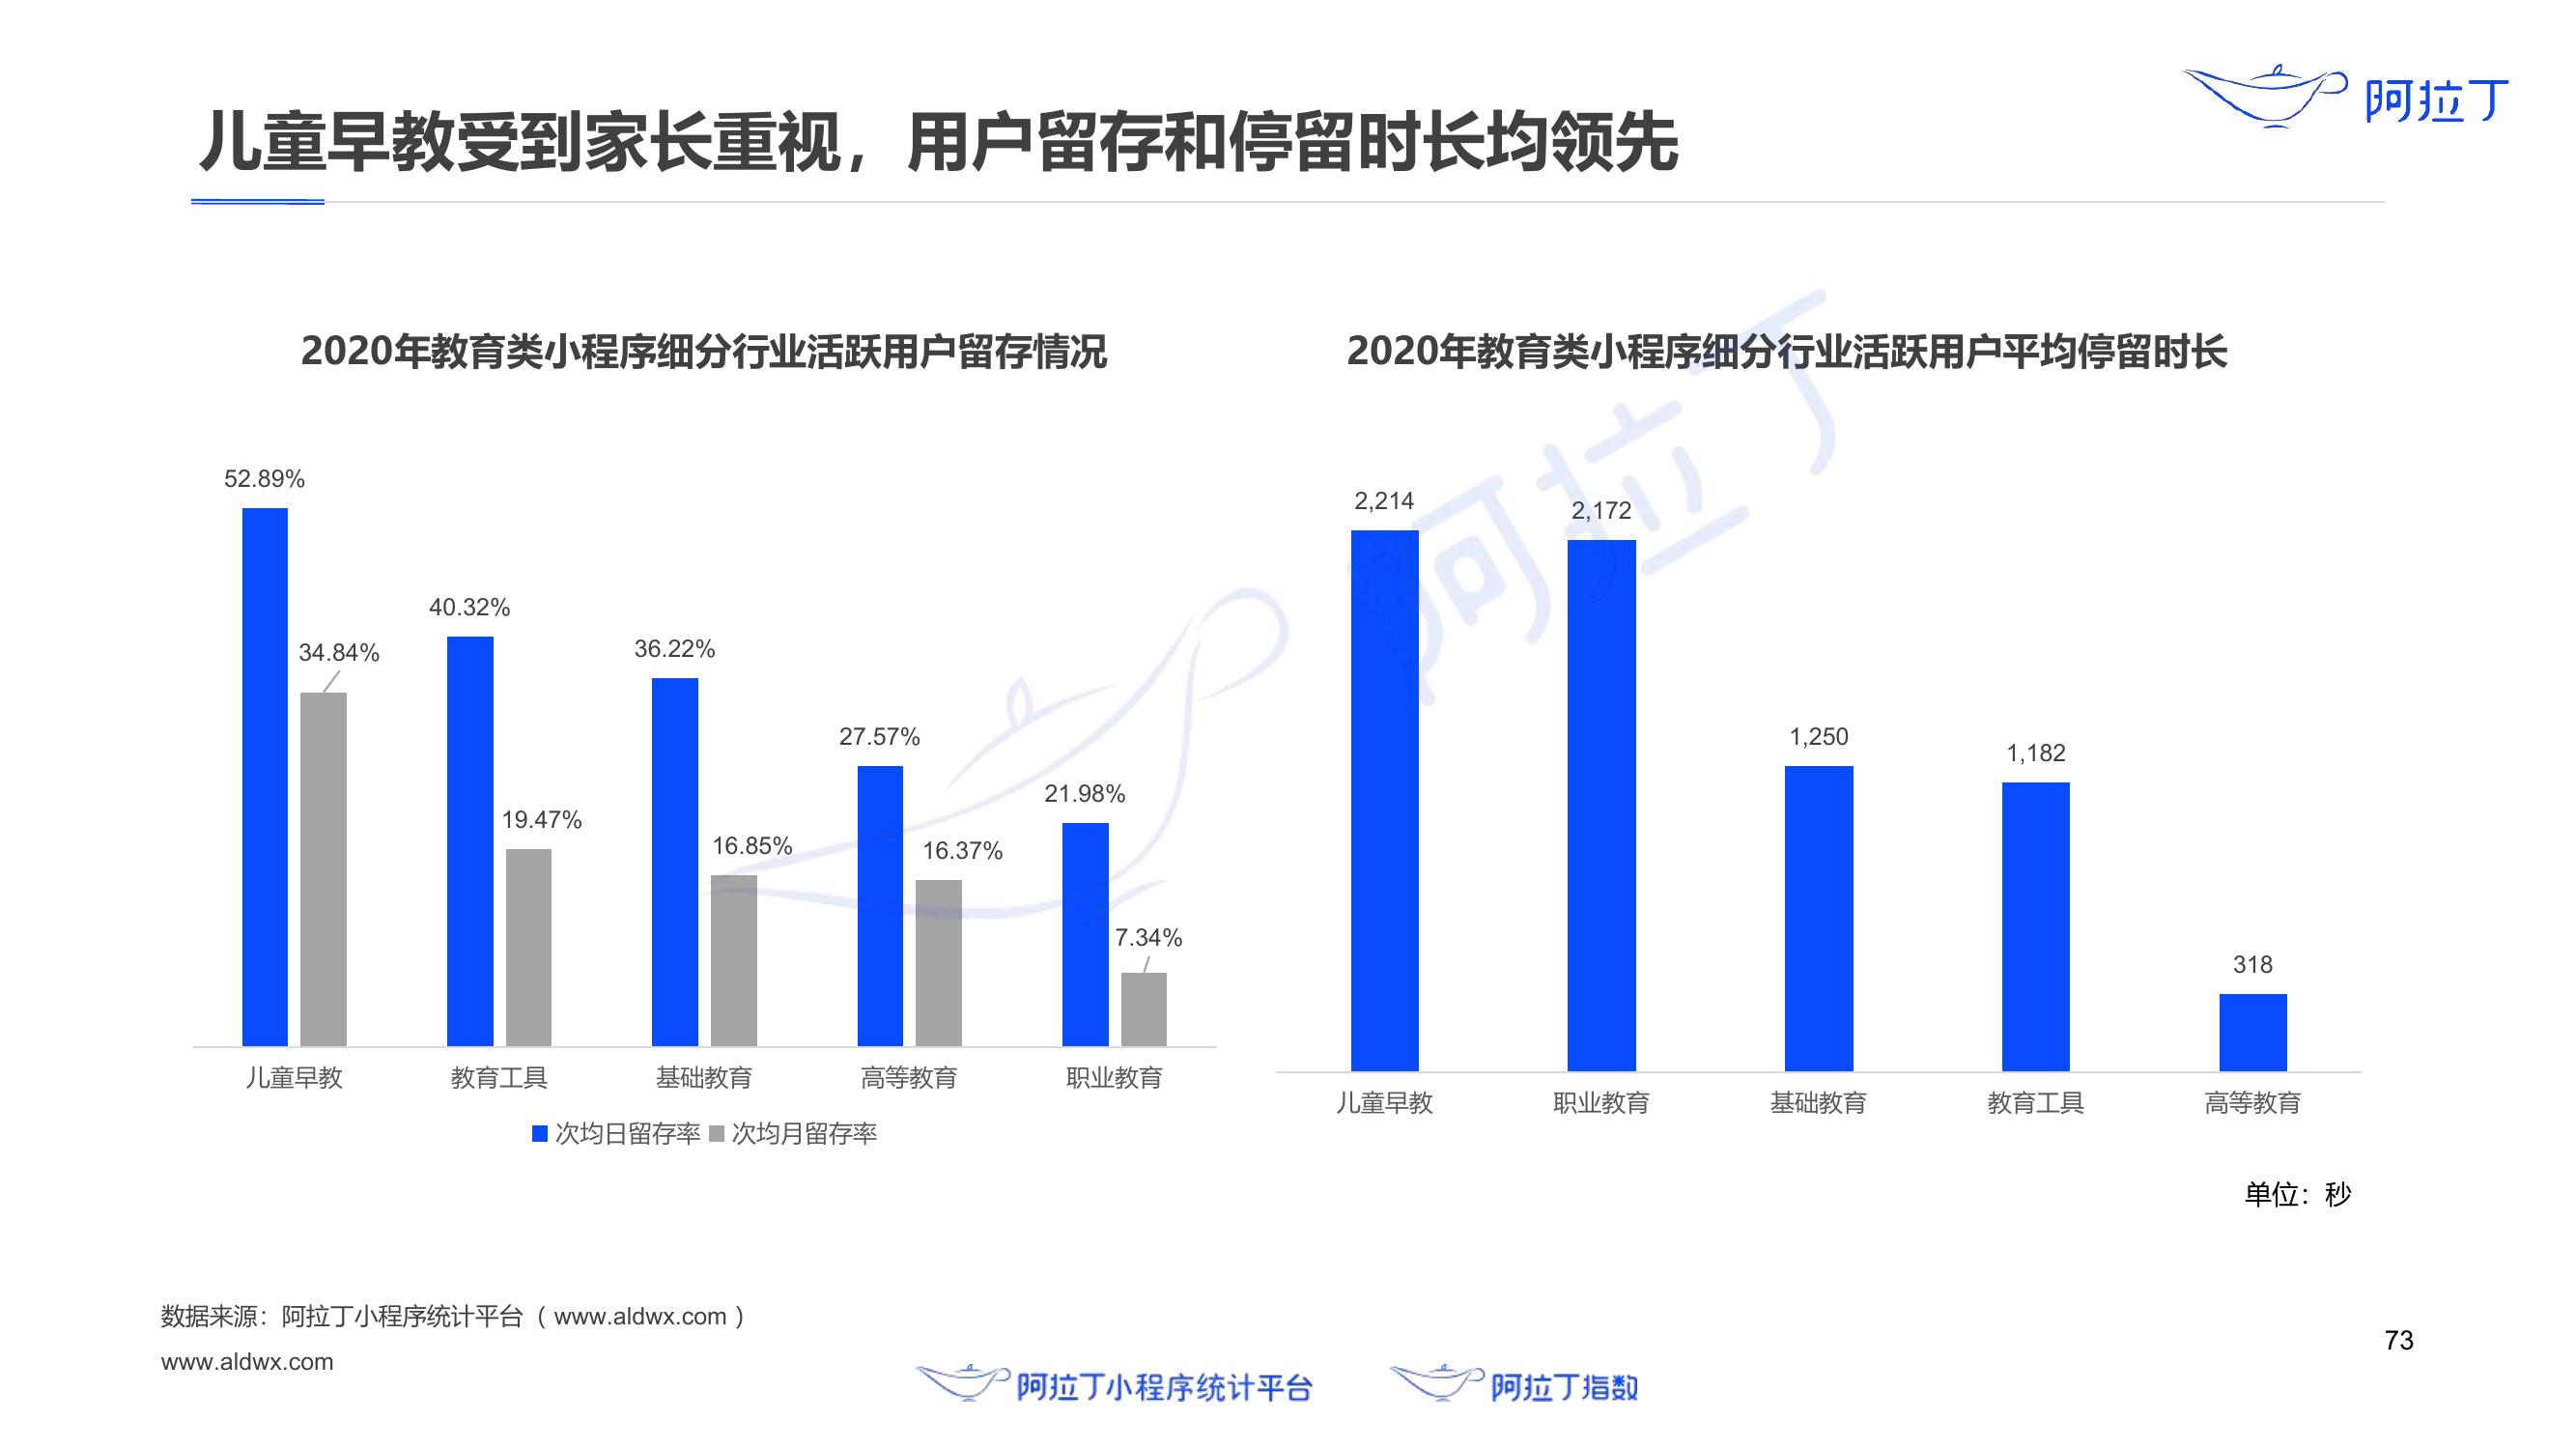 阿拉丁
儿童早教受到家长重视，用户留存和停留时长均领先
2020年教育类小程序细分行业活跃用户留存情况
52.89%
34.84%
40.32%
19.47%
36.22%
16.85%
27.57%
16.37%
21.98%
7.34%
儿童早教 教育工具 基础教育 高等教育 职业教育
次均日留存率 次均月留存率
2020年教育类小程序细分行业活跃用户平均停留时长
2,214
2,172
1,250
1,182
318
儿童早教 职业教育 基础教育 教育工具 高等教育
单位：秒
阿拉丁
数据来源：阿拉丁小程序统计平台（www.aldwx.com）
www.aldwx.com
阿拉丁小程序统计平台
阿拉丁指数
73